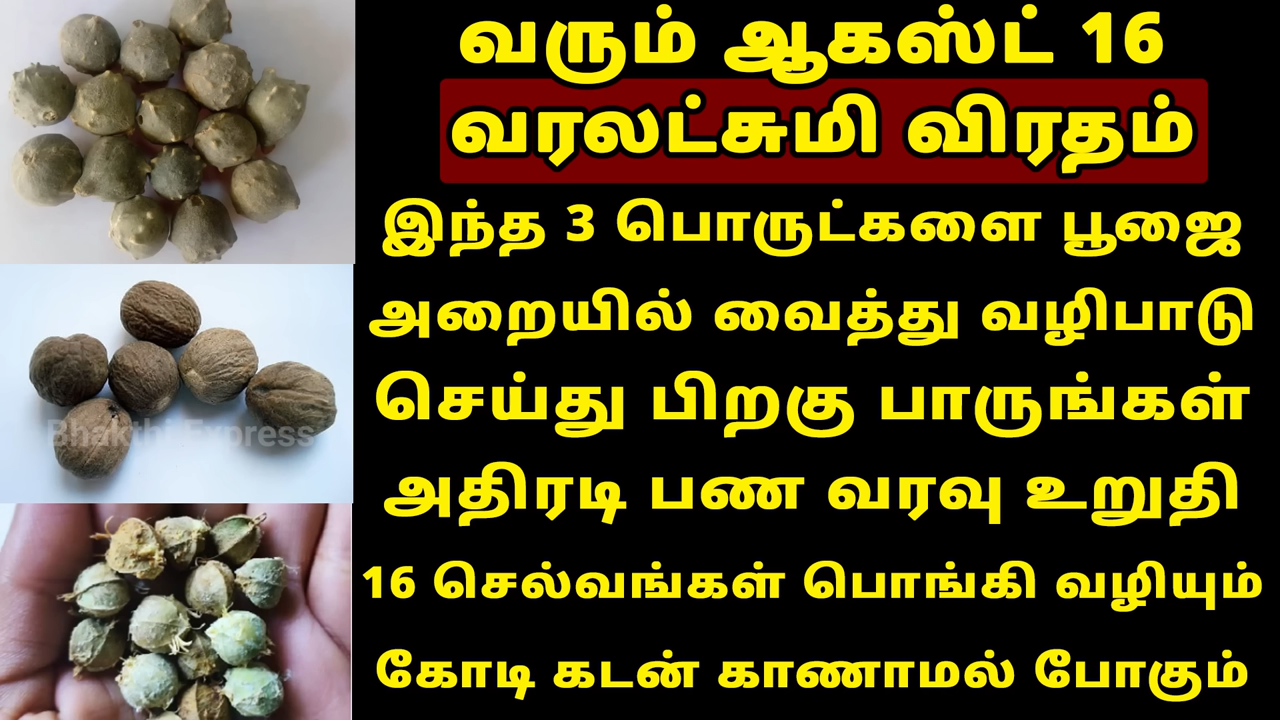 வரும் ஆகஸ்ட் 16
வரலட்சுமி விரதம்
இந்த 3 பொருட்களை பூஜை
அறையில் வைத்து வழிபாடு
செய்து பிறகு பாருங்கள்
அதிரடி பண வரவு உறுதி
16 செல்வங்கள் பொங்கி வழியும்
கோடி கடன் காணாமல் போகும்
Bhakthi Express